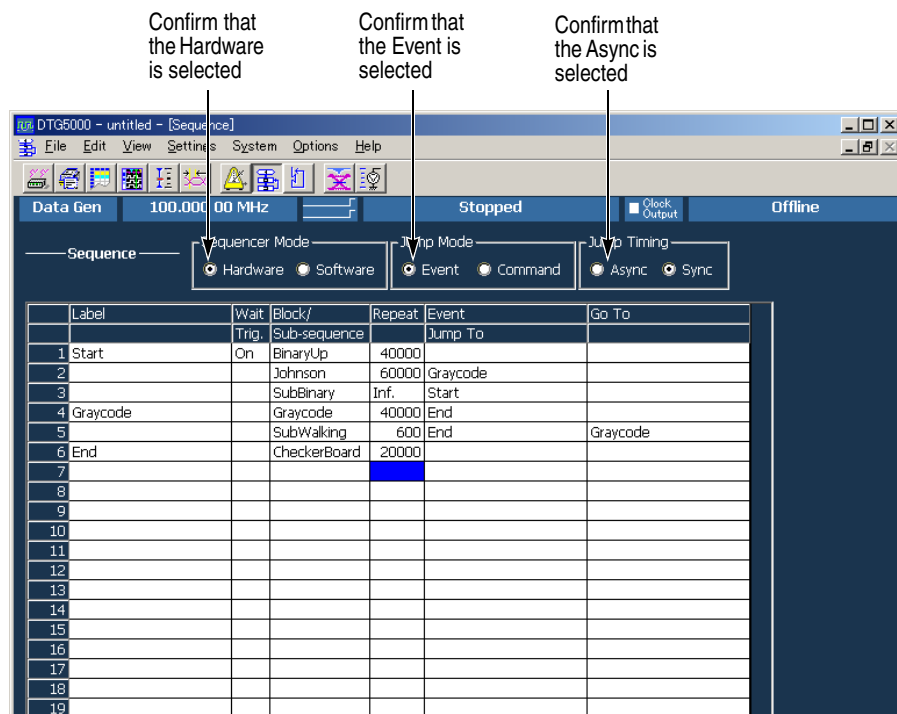 Confirm that
the Hardware
is selected
Confirm that
the Event is
selected
Confirm that
the Async is
selected
DTG5000 - untitled - [Sequence]
File Edit View Settings System Options Help
Data Gen 100.000 00 MHz Stopped Clock Output Offline
Sequence
Sequencer Mode
Hardware Software
Jump Mode
Event Command
Jump Timing
Async Sync
Label Wait Block/ Repeat Event Go To
Trig. Sub-sequence Jump To
1 Start On BinaryUp 40000
2 Johnson 60000 Graycode
3 SubBinary Inf. Start
4 Graycode Graycode 40000 End
5 SubWalking 600 End Graycode
6 End CheckerBoard 20000
7
8
9
10
11
12
13
14
15
16
17
18
19